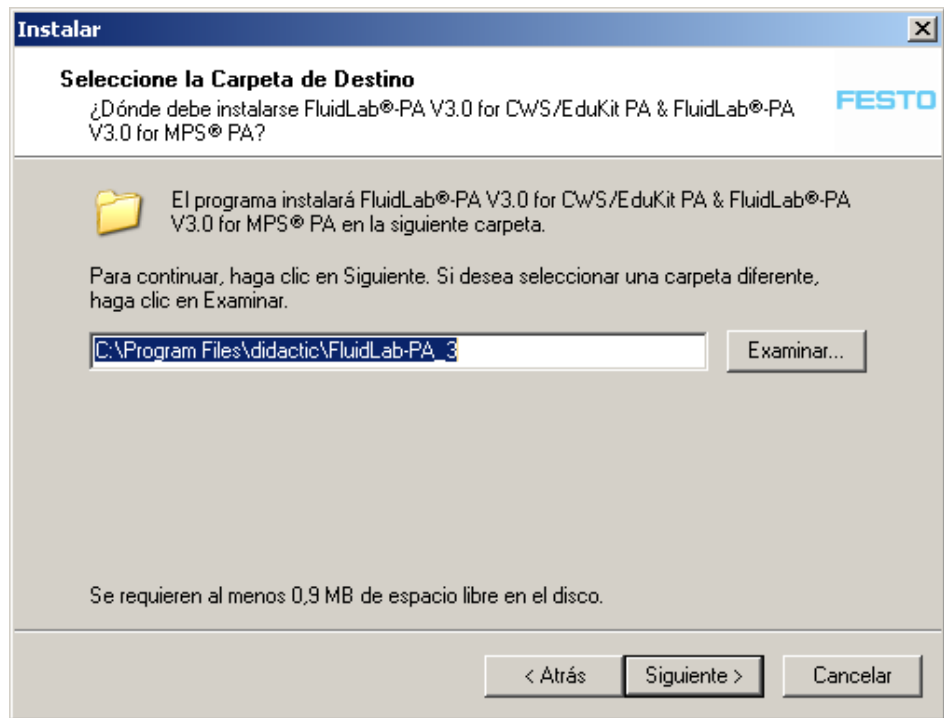 Instalar
Seleccione la Carpeta de Destino
¿Dónde debe instalarse FluidLab®-PA V3.0 for CWS/EduKit PA & FluidLab®-PA
V3.0 for MPS® PA?
FESTO
El programa instalará FluidLab®-PA V3.0 for CWS/EduKit PA & FluidLab®-PA
V3.0 for MPS® PA en la siguiente carpeta.
Para continuar, haga clic en Siguiente. Si desea seleccionar una carpeta diferente,
haga clic en Examinar.
C:\Program Files\didactic\FluidLab-PA_3
Examinar...
Se requieren al menos 0,9 MB de espacio libre en el disco.
< Atrás
Siguiente >
Cancelar